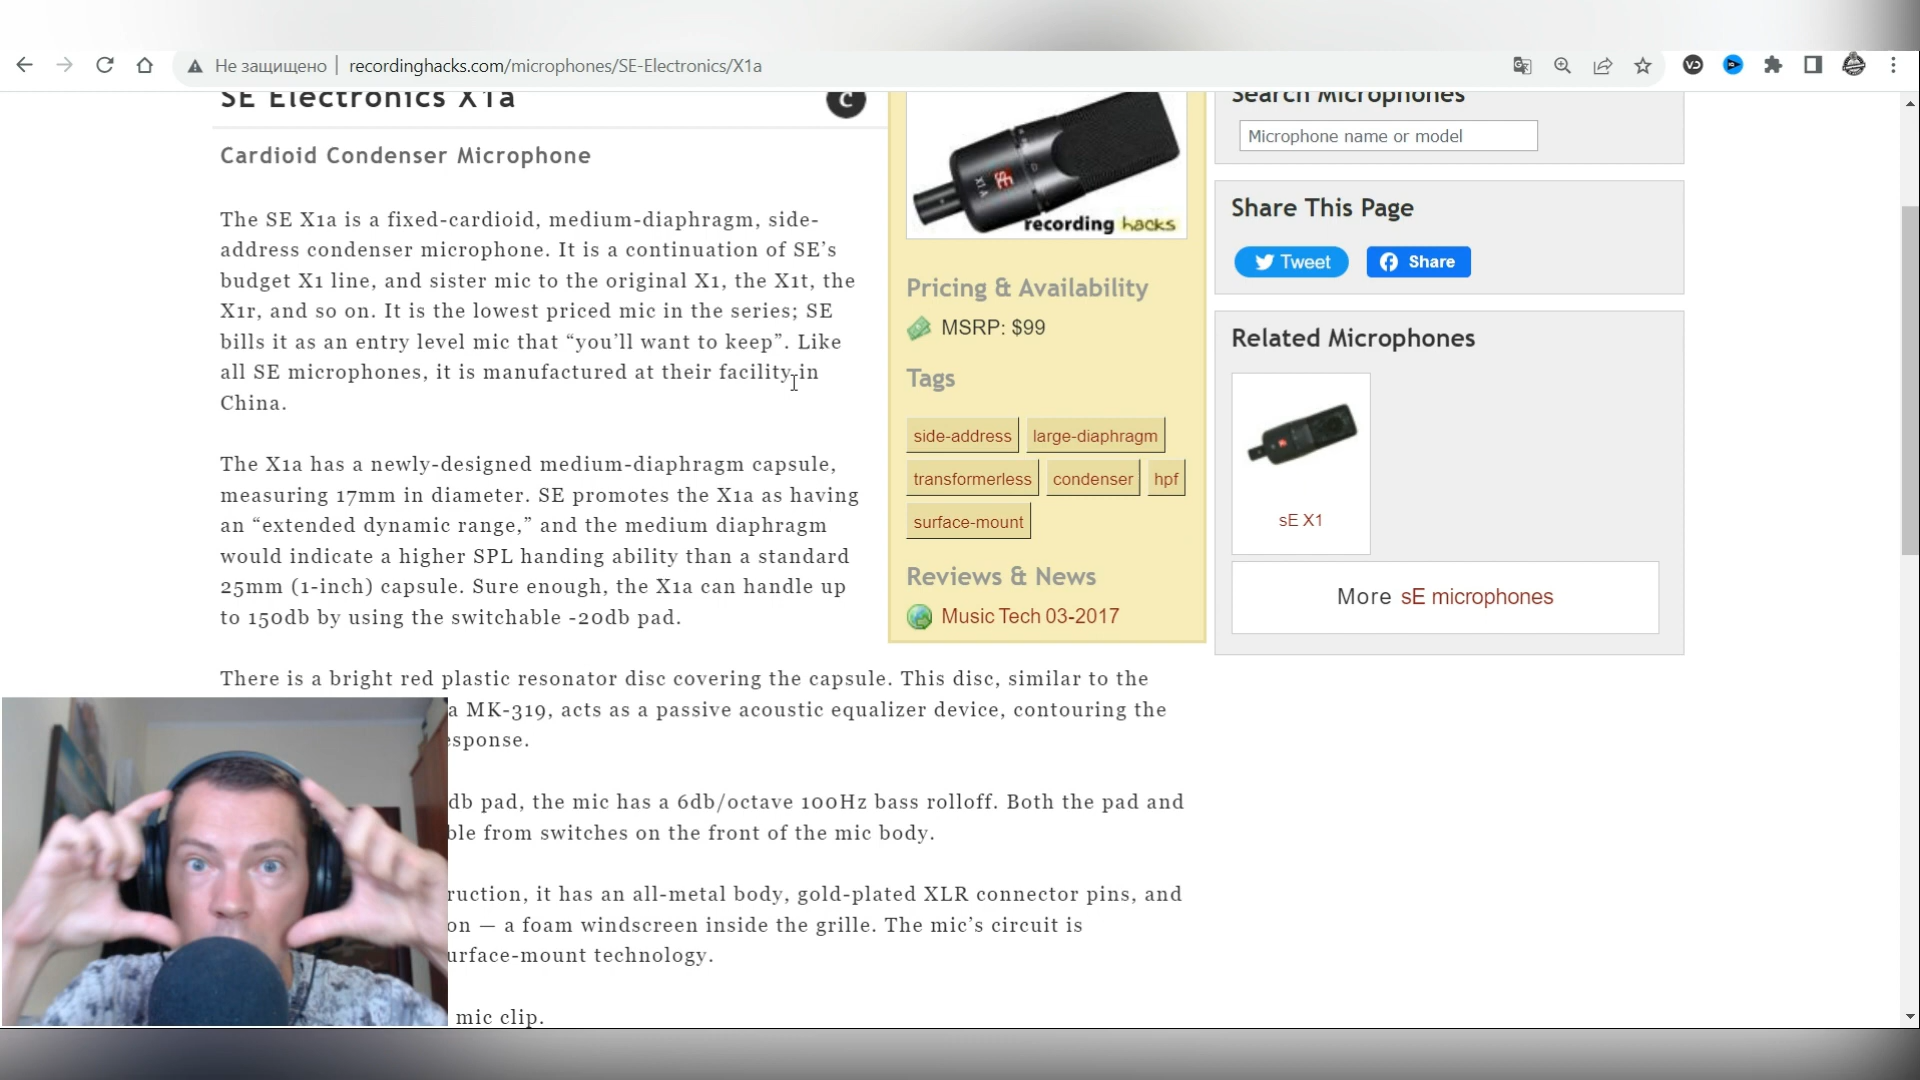 Не защищено
recordinghacks.com/microphones/SE-Electronics/X1a
SE Electronics X1a
C
Cardioid Condenser Microphone
The SE X1a is a fixed-cardioid, medium-diaphragm, side-
address condenser microphone. It is a continuation of SE’s
budget X1 line, and sister mic to the original X1, the X1t, the
X1r, and so on. It is the lowest priced mic in the series; SE
bills it as an entry level mic that “you’ll want to keep”. Like
all SE microphones, it is manufactured at their facility in
China.
The X1a has a newly-designed medium-diaphragm capsule,
measuring 17mm in diameter. SE promotes the X1a as having
an “extended dynamic range,” and the medium diaphragm
would indicate a higher SPL handing ability than a standard
25mm (1-inch) capsule. Sure enough, the X1a can handle up
to 150db by using the switchable -20db pad.
There is a bright red plastic resonator disc covering the capsule. This disc, similar to the
a MK-319, acts as a passive acoustic equalizer device, contouring the
esponse.
db pad, the mic has a 6db/octave 100Hz bass rolloff. Both the pad and
ble from switches on the front of the mic body.
ruction, it has an all-metal body, gold-plated XLR connector pins, and
on — a foam windscreen inside the grille. The mic’s circuit is
urface-mount technology.
mic clip.
sE
X1 A
recording hacks
Pricing & Availability
MSRP: $99
Tags
side-address
large-diaphragm
transformerless
condenser
hpf
surface-mount
Reviews & News
Music Tech 03-2017
Search Microphones
Microphone name or model
Share This Page
Tweet
Share
Related Microphones
sE X1
More sE microphones